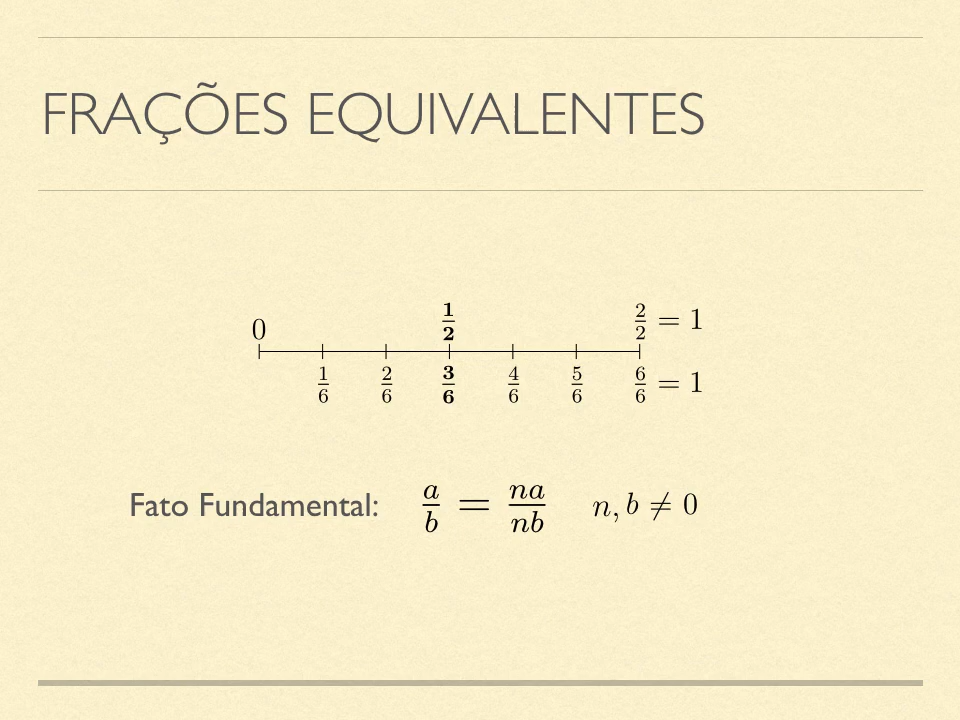 FRAÇÕES EQUIVALENTES
0 1/2 2/2 = 1
1/6 2/6 3/6 4/6 5/6 6/6 = 1
Fato Fundamental: a/b = na/nb n, b ≠ 0